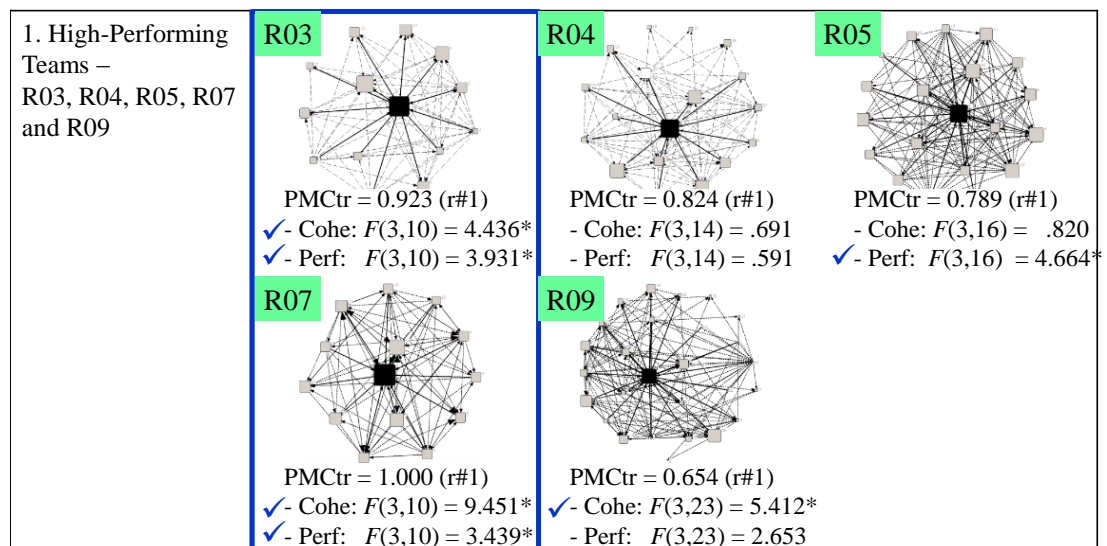 1. High-Performing
Teams –
R03, R04, R05, R07
and R09
R03
PMCtr = 0.923 (r#1)
✓- Cohe: F(3,10) = 4.436*
✓- Perf: F(3,10) = 3.931*
R04
PMCtr = 0.824 (r#1)
- Cohe: F(3,14) = .691
- Perf: F(3,14) = .591
R05
PMCtr = 0.789 (r#1)
- Cohe: F(3,16) = .820
✓- Perf: F(3,16) = 4.664*
R07
PMCtr = 1.000 (r#1)
✓- Cohe: F(3,10) = 9.451*
✓- Perf: F(3,10) = 3.439*
R09
PMCtr = 0.654 (r#1)
✓- Cohe: F(3,23) = 5.412*
- Perf: F(3,23) = 2.653